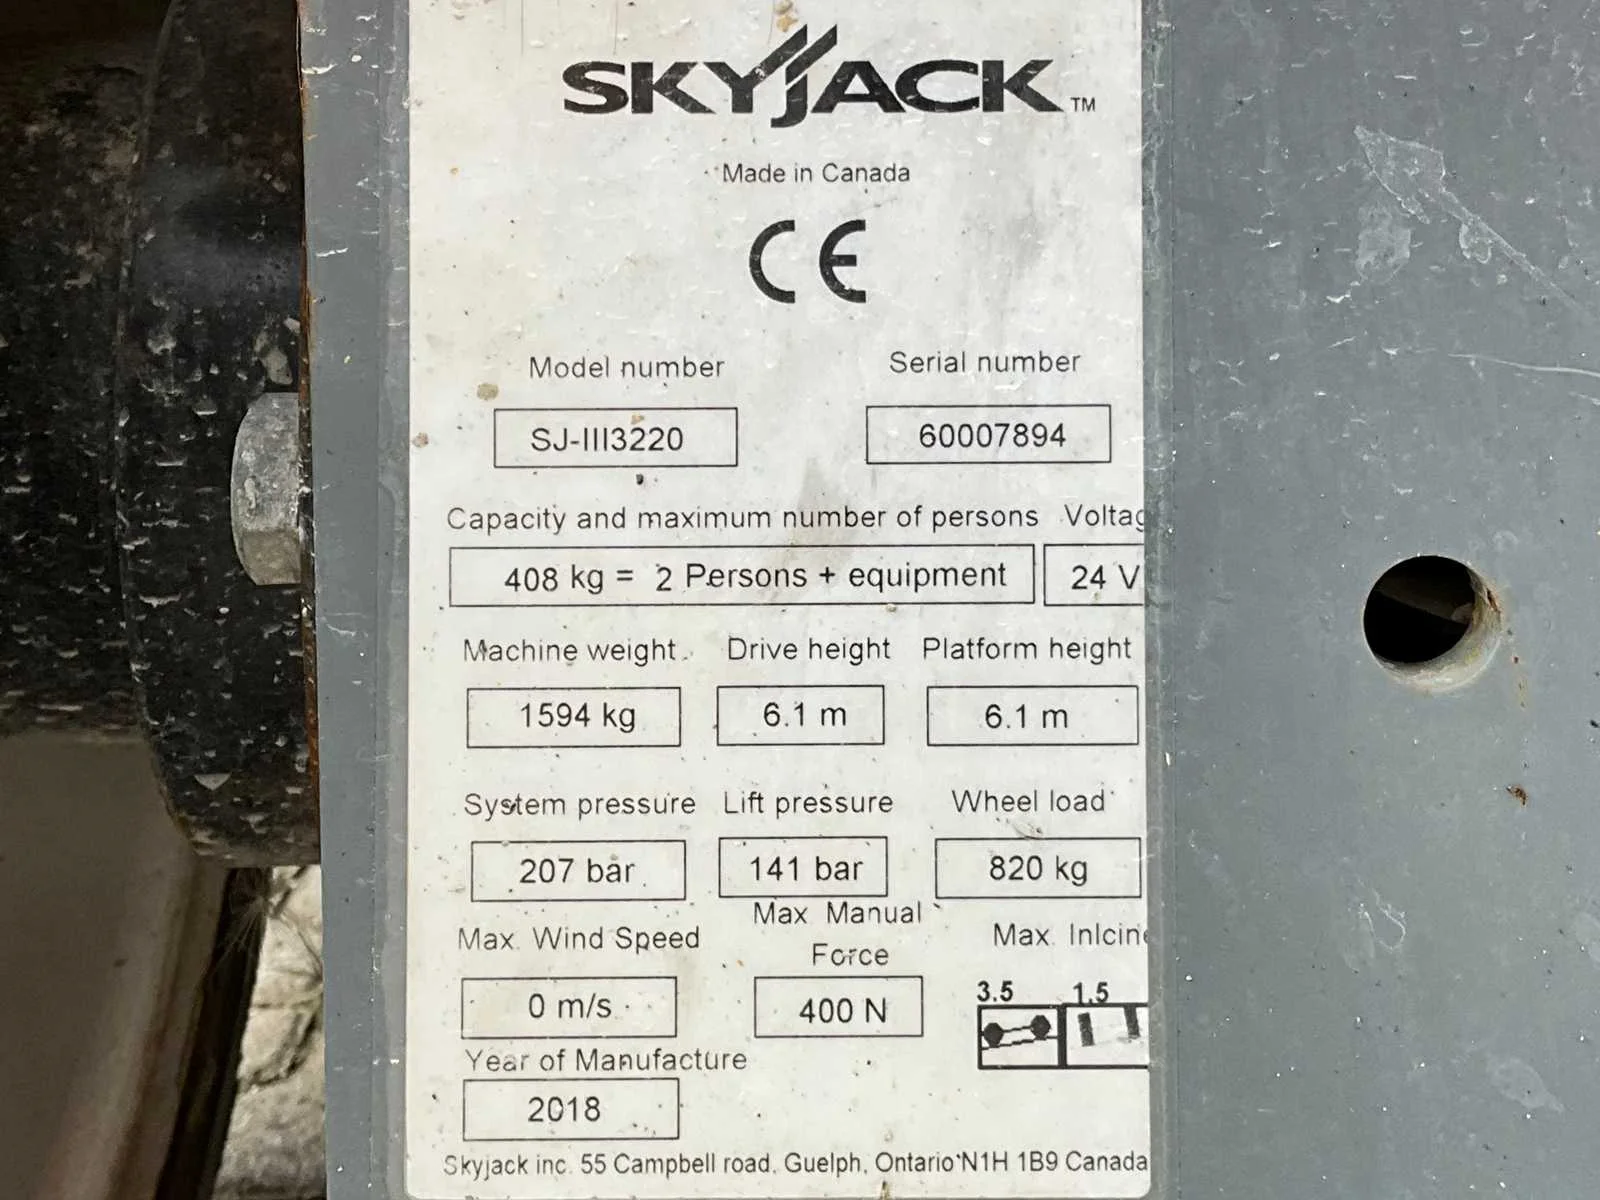 SKYJACK™
Made in Canada
CE
Model number Serial number
SJ-III3220 60007894
Capacity and maximum number of persons Voltag
408 kg = 2 Persons + equipment 24 V
Machine weight Drive height Platform height
1594 kg 6.1 m 6.1 m
System pressure Lift pressure Wheel load
207 bar 141 bar 820 kg
Max. Wind Speed Max Manual Force Max. Inlcin
0 m/s 400 N 3.5 1.5
Year of Manufacture
2018
Skyjack inc. 55 Campbell road, Guelph, Ontario N1H 1B9 Canada